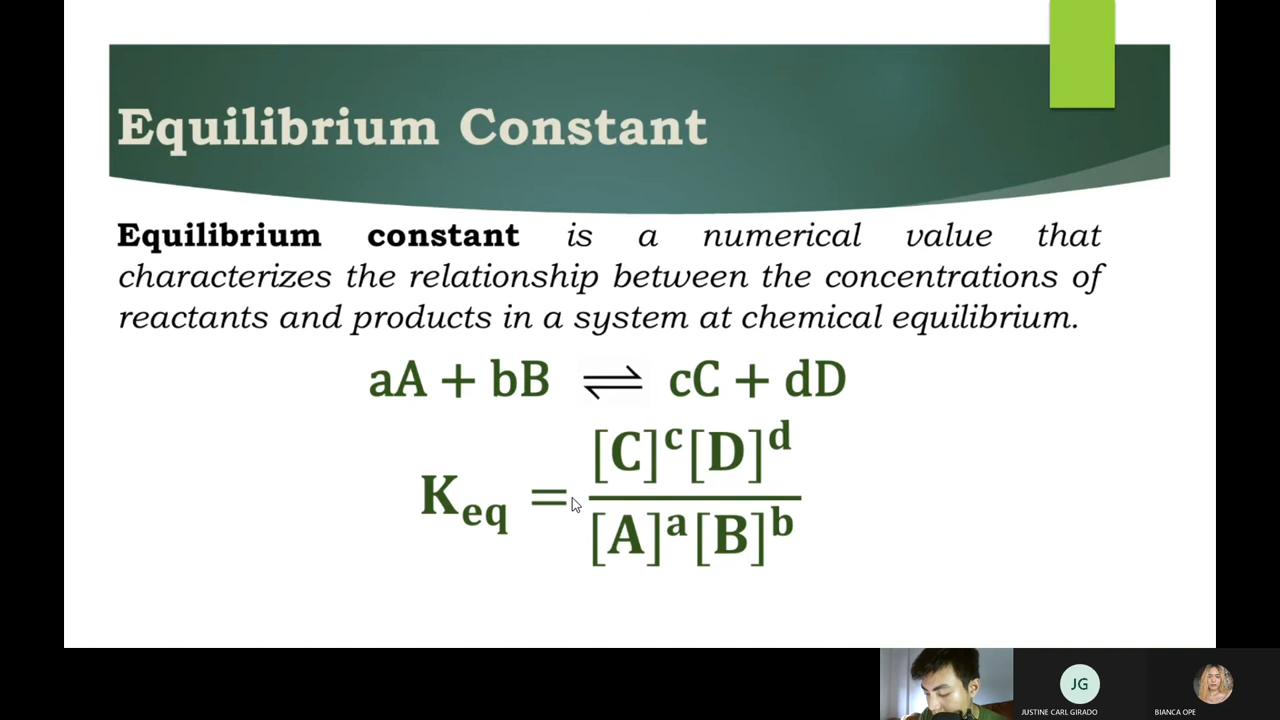 Equilibrium Constant
Equilibrium constant is a numerical value that
characterizes the relationship between the concentrations of
reactants and products in a system at chemical equilibrium.
aA + bB ⇌ cC + dD
[C]ᶜ[D]ᵈ
K_eq =
[A]ᵃ[B]ᵇ
JG
JUSTINE CARL GIRADO
BIANCA OPE